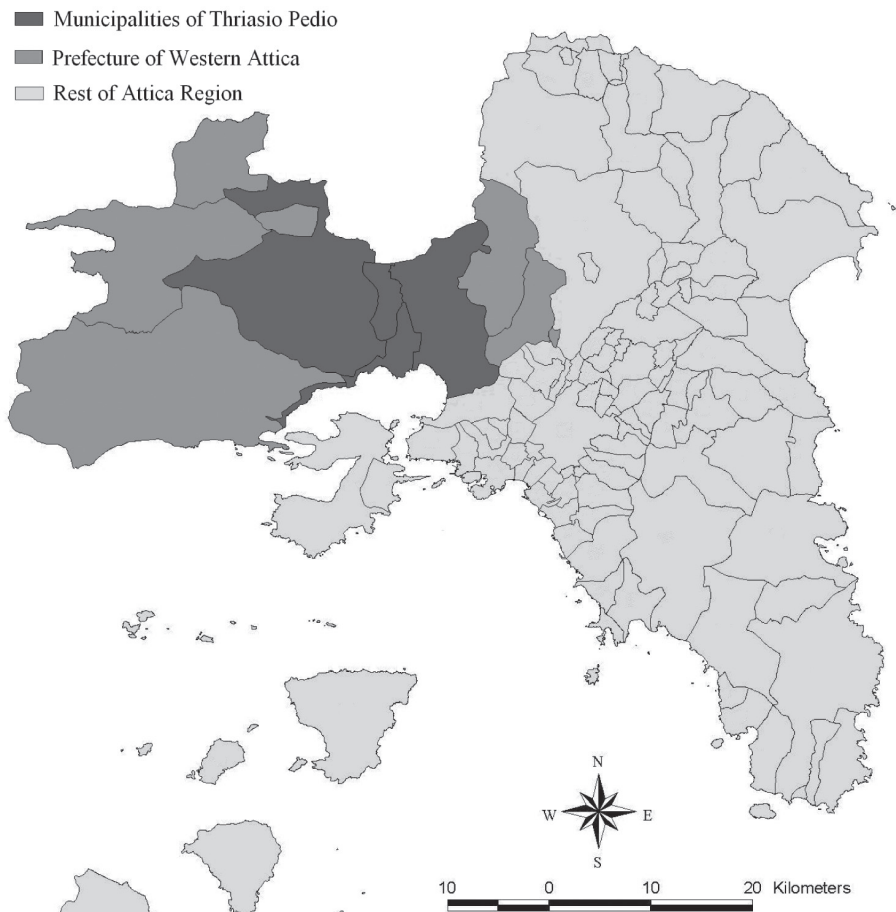 Municipalities of Thriasio Pedio
Prefecture of Western Attica
Rest of Attica Region
N
W E
S
10 0 10 20 Kilometers